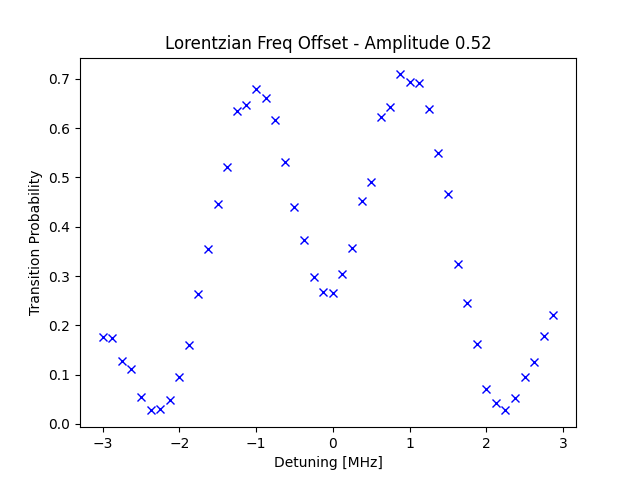 Lorentzian Freq Offset - Amplitude 0.52
0.7
0.6
0.5
0.4
0.3
0.2
0.1
0.0
Transition Probability
−3 −2 −1 0 1 2 3
Detuning [MHz]